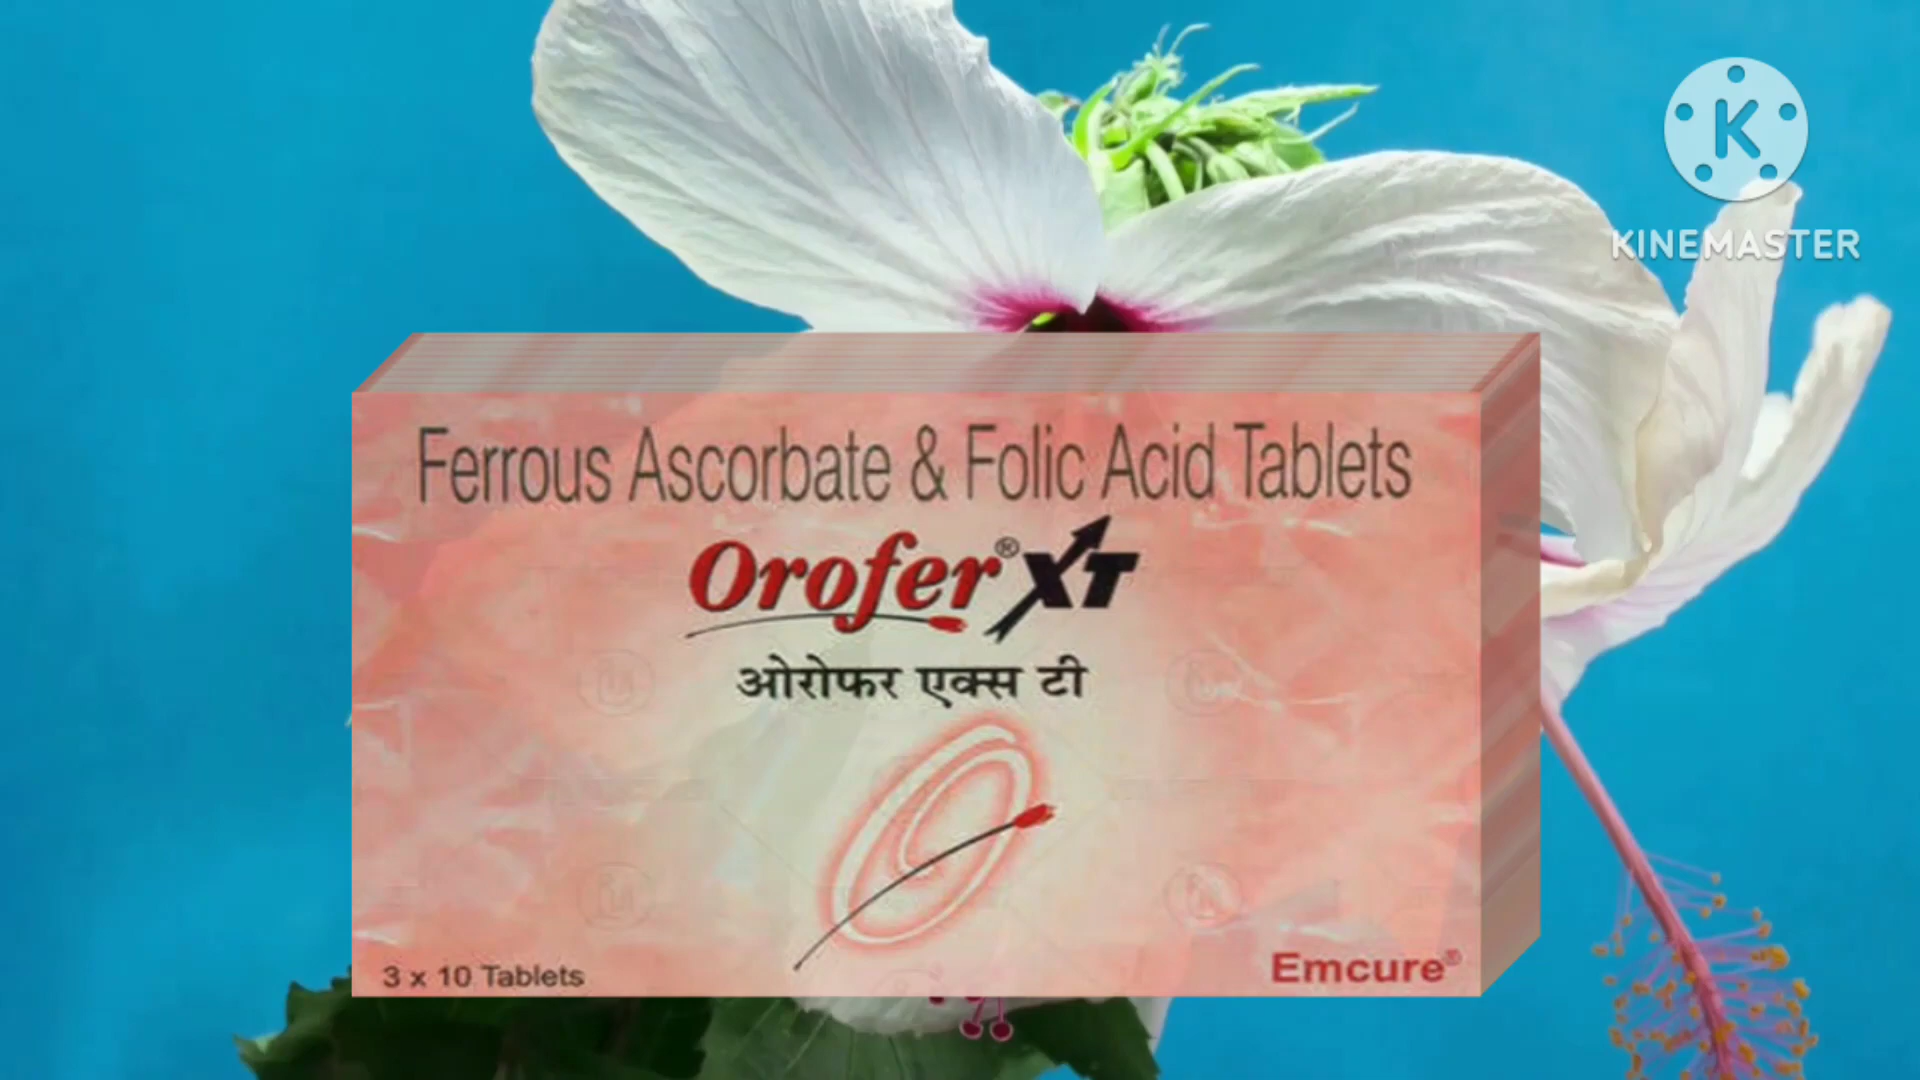 K
KINEMASTER
Ferrous Ascorbate & Folic Acid Tablets
Orofer® XT
ओरोफर एक्स टी
3 x 10 Tablets
Emcure®